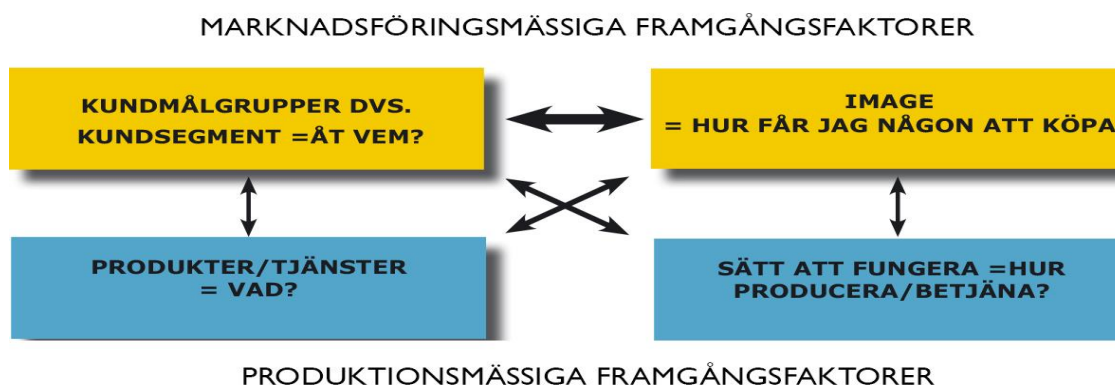 MARKNADSFÖRINGSMÄSSIGA FRAMGÅNGSFAKTORER
KUNDMÅLGRUPPER DVS.
KUNDSEGMENT =ÅT VEM?
IMAGE
= HUR FÅR JAG NÅGON ATT KÖPA
PRODUKTER/TJÄNSTER
= VAD?
SÄTT ATT FUNGERA =HUR
PRODUCERA/BETJÄNA?
PRODUKTIONSMÄSSIGA FRAMGÅNGSFAKTORER